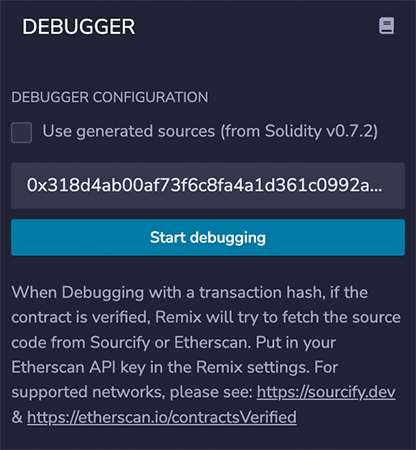 DEBUGGER
DEBUGGER CONFIGURATION
Use generated sources (from Solidity v0.7.2)
0x318d4ab00af73f6c8fa4a1d361c0992a...
Start debugging
When Debugging with a transaction hash, if the
contract is verified, Remix will try to fetch the source
code from Sourcify or Etherscan. Put in your
Etherscan API key in the Remix settings. For
supported networks, please see: https://sourcify.dev
& https://etherscan.io/contractsVerified